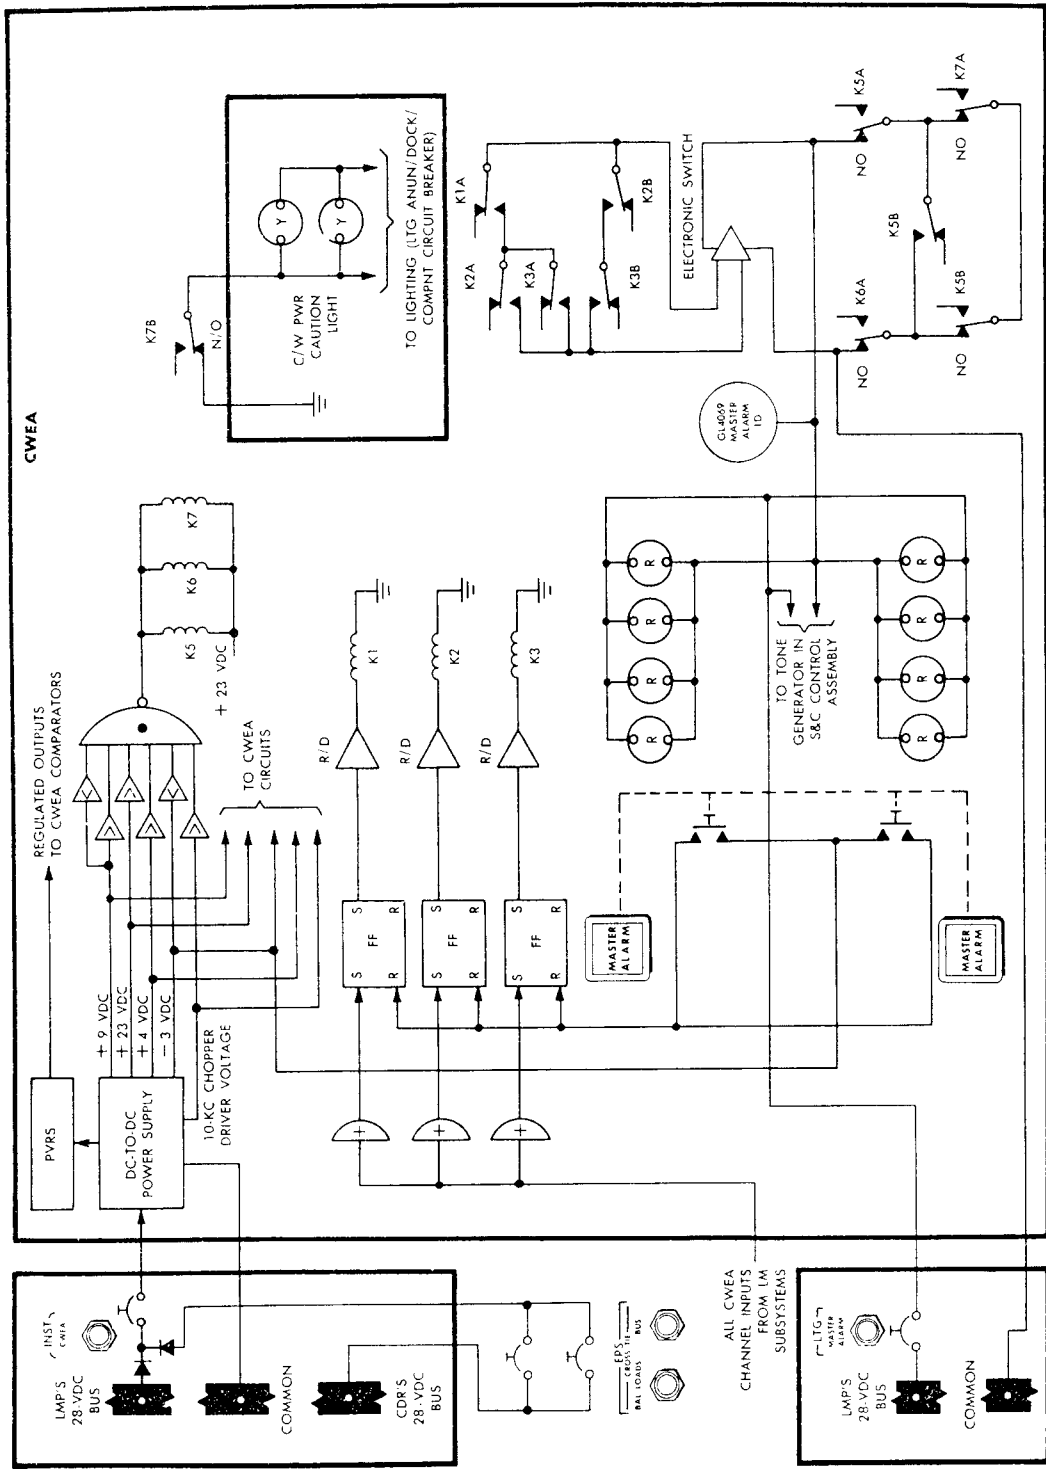 CWEA
LMP'S
28-VDC
BUS
INST
CWEA
COMMON
CDR'S
28-VDC
BUS
EPS
CROSS TIE
BAL LOADS
BUS
PVRS
REGULATED OUTPUTS
TO CWEA COMPARATORS
DC-TO-DC
POWER SUPPLY
+ 9 VDC
+ 23 VDC
+ 4 VDC
- 3 VDC
10-KC CHOPPER
DRIVER VOLTAGE
TO CWEA
CIRCUITS
+ 23 VDC
K5
K6
K7
K7B
N/O
C/W PWR
CAUTION
LIGHT
Y
Y
TO LIGHTING (LTG ANUN/DOCK/
COMPNT CIRCUIT BREAKER)
+
+
+
S
S
FF
R
R
R/D
K1
S
S
FF
R
R
R/D
K2
S
S
FF
R
R
R/D
K3
K2A
K1A
K3A
K3B
K2B
ELECTRONIC SWITCH
ALL CWEA
CHANNEL INPUTS
FROM LM
SUBSYSTEMS
MASTER
ALARM
MASTER
ALARM
R
R
R
R
R
R
R
R
TO TONE
GENERATOR IN
S&C CONTROL
ASSEMBLY
GL4069
MASTER
ALARM
ID
K6A
NO
K5A
NO
K5B
K5B
NO
K7A
NO
LTG
MASTER
ALARM
LMP'S
28-VDC
BUS
COMMON